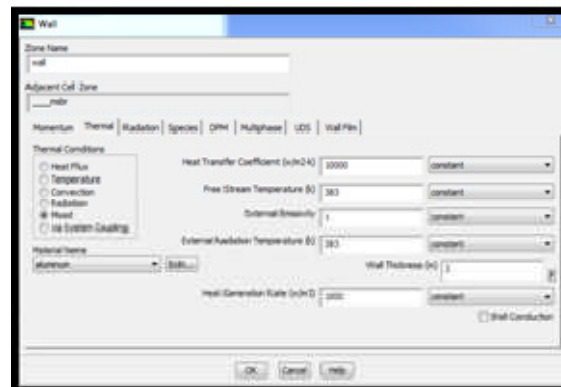 Wall
Zone Name
wall
Adjacent Cell Zone
Momentum Thermal Radiation Species DPM Multiphase UDS Wall Film
Thermal Conditions
Heat Flux
Temperature
Convection
Radiation
Mixed
via System Coupling
Heat Transfer Coefficient (w/m2-k) 10000 constant
Free Stream Temperature (k) 383 constant
External Emissivity 1 constant
External Radiation Temperature (k) 383 constant
Material Name
aluminum Edit...
Wall Thickness (m)
Heat Generation Rate (w/m3) 1000 constant
Shell Conduction
OK Cancel Help